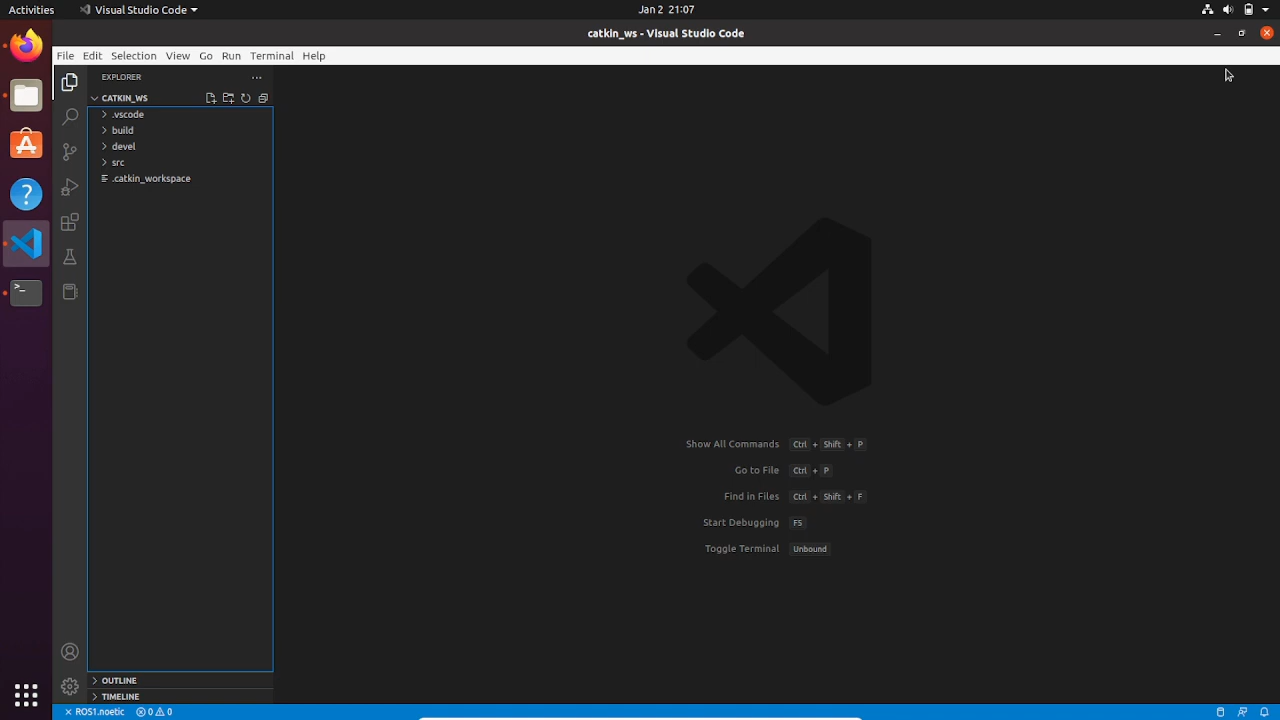 Activities
Visual Studio Code
Jan 2 21:07
catkin_ws - Visual Studio Code
File Edit Selection View Go Run Terminal Help
EXPLORER
CATKIN_WS
.vscode
build
devel
src
.catkin_workspace
Show All Commands Ctrl + Shift + P
Go to File Ctrl + P
Find in Files Ctrl + Shift + F
Start Debugging F5
Toggle Terminal Unbound
OUTLINE
TIMELINE
ROS1.noetic 0 0